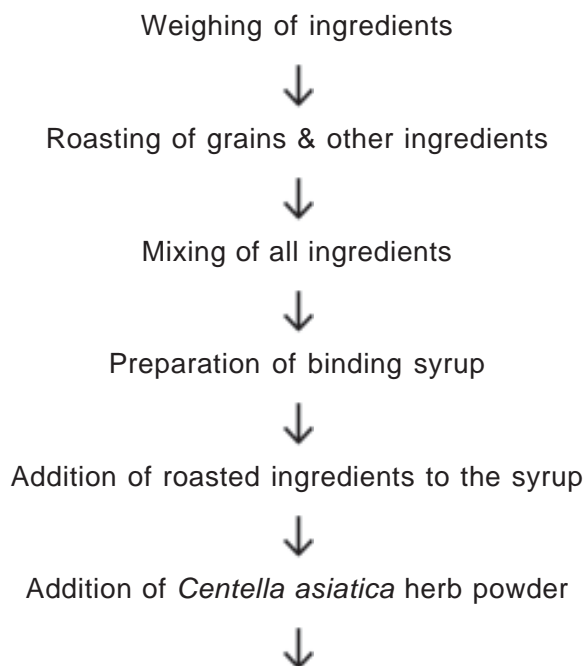 Weighing of ingredients
↓
Roasting of grains & other ingredients
↓
Mixing of all ingredients
↓
Preparation of binding syrup
↓
Addition of roasted ingredients to the syrup
↓
Addition of Centella asiatica herb powder
↓